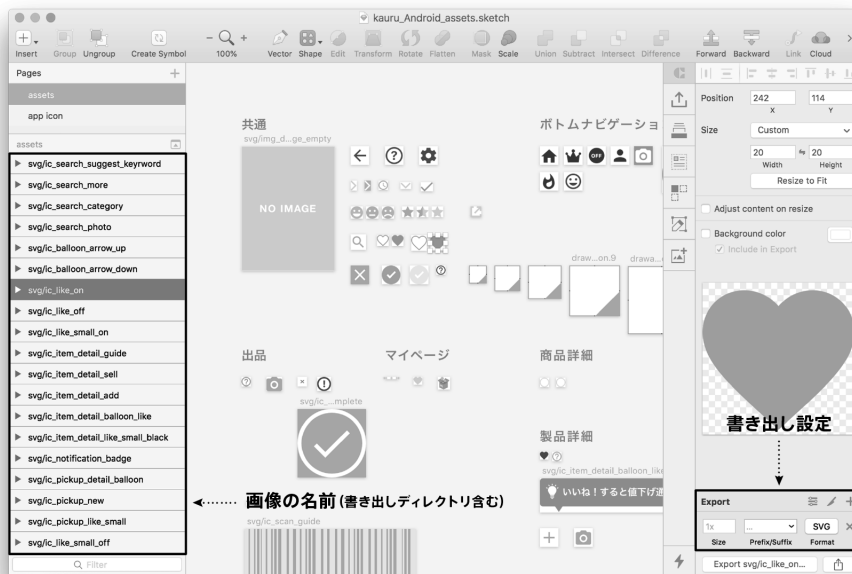 kauru_Android_assets.sketch
Insert Group Ungroup Create Symbol 100% Vector Shape Edit Transform Rotate Flatten Mask Scale Union Subtract Intersect Difference Forward Backward Link Cloud
Pages
assets
app icon
assets
svg/ic_search_suggest_keyrword
svg/ic_search_more
svg/ic_search_category
svg/ic_search_photo
svg/ic_balloon_arrow_up
svg/ic_balloon_arrow_down
svg/ic_like_on
svg/ic_like_off
svg/ic_like_small_on
svg/ic_item_detail_guide
svg/ic_item_detail_sell
svg/ic_item_detail_add
svg/ic_item_detail_balloon_like
svg/ic_item_detail_like_small_black
svg/ic_notification_badge
svg/ic_pickup_detail_balloon
svg/ic_pickup_new
svg/ic_pickup_like_small
svg/ic_like_small_off
Filter
共通
svg/img_d...ge_empty
NO IMAGE
ボトムナビゲーショ
OFF
draw...on.9
drawa...
出品
マイページ
商品詳細
svg/ic_...mplete
製品詳細
svg/ic_item_detail_balloon_like
いいね！すると値下げ通
画像の名前(書き出しディレクトリ含む)
svg/ic_scan_guide
Position 242 114
X Y
Size Custom
20 20
Width Height
Resize to Fit
Adjust content on resize
Background color
Include in Export
書き出し設定
Export
1x ... SVG
Size Prefix/Suffix Format
Export svg/ic_like_on...